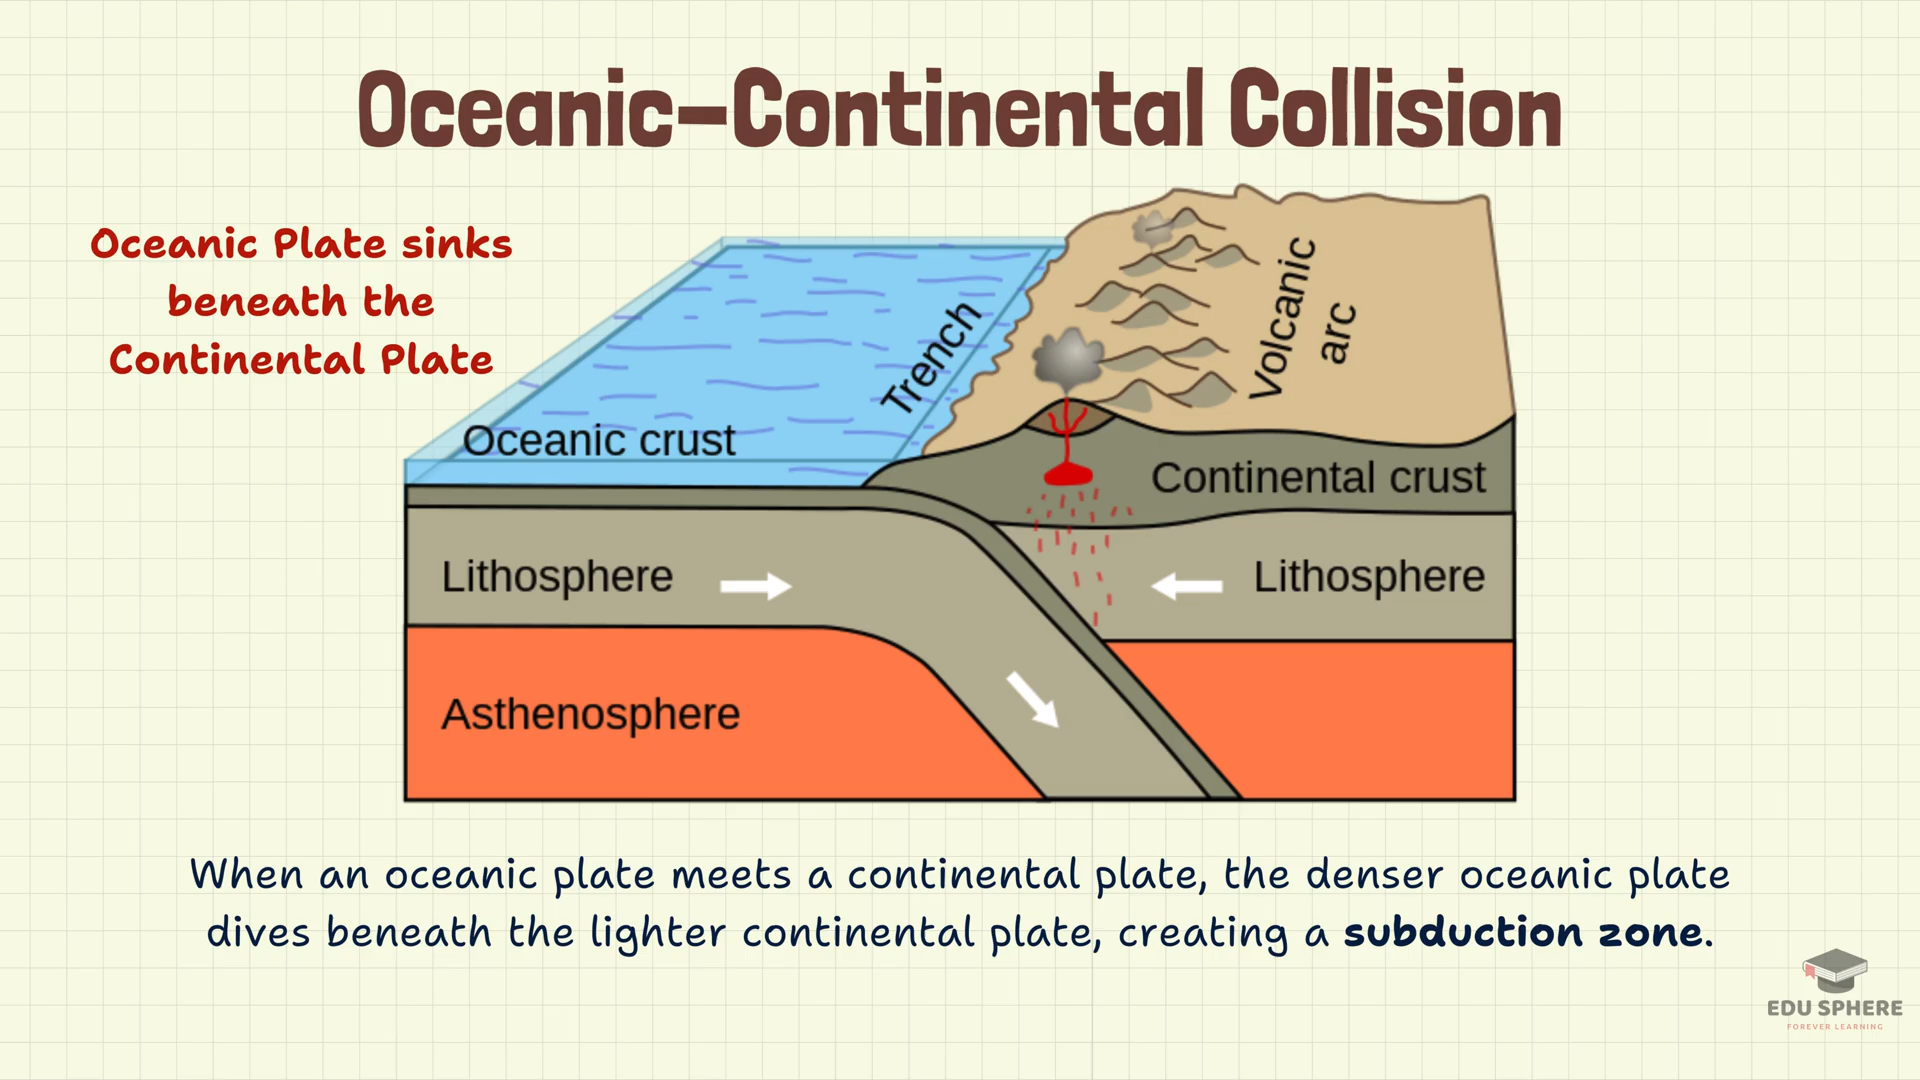 Oceanic–Continental Collision
Oceanic Plate sinks
beneath the
Continental Plate
Trench
Volcanic
arc
Oceanic crust
Continental crust
Lithosphere
Lithosphere
Asthenosphere
When an oceanic plate meets a continental plate, the denser oceanic plate
dives beneath the lighter continental plate, creating a subduction zone.
EDU SPHERE
FOREVER LEARNING